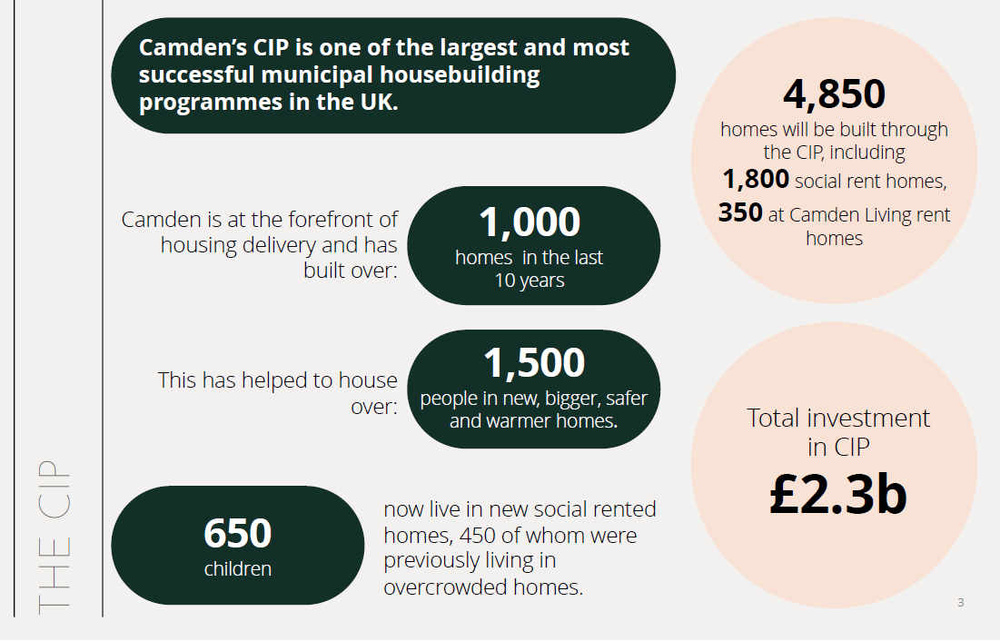 THE CIP
Camden's CIP is one of the largest and most
successful municipal housebuilding
programmes in the UK.
Camden is at the forefront of
housing delivery and has
built over:
1,000
homes in the last
10 years
This has helped to house
over:
1,500
people in new, bigger, safer
and warmer homes.
650
children
now live in new social rented
homes, 450 of whom were
previously living in
overcrowded homes.
4,850
homes will be built through
the CIP, including
1,800 social rent homes,
350 at Camden Living rent
homes
Total investment
in CIP
£2.3b
3